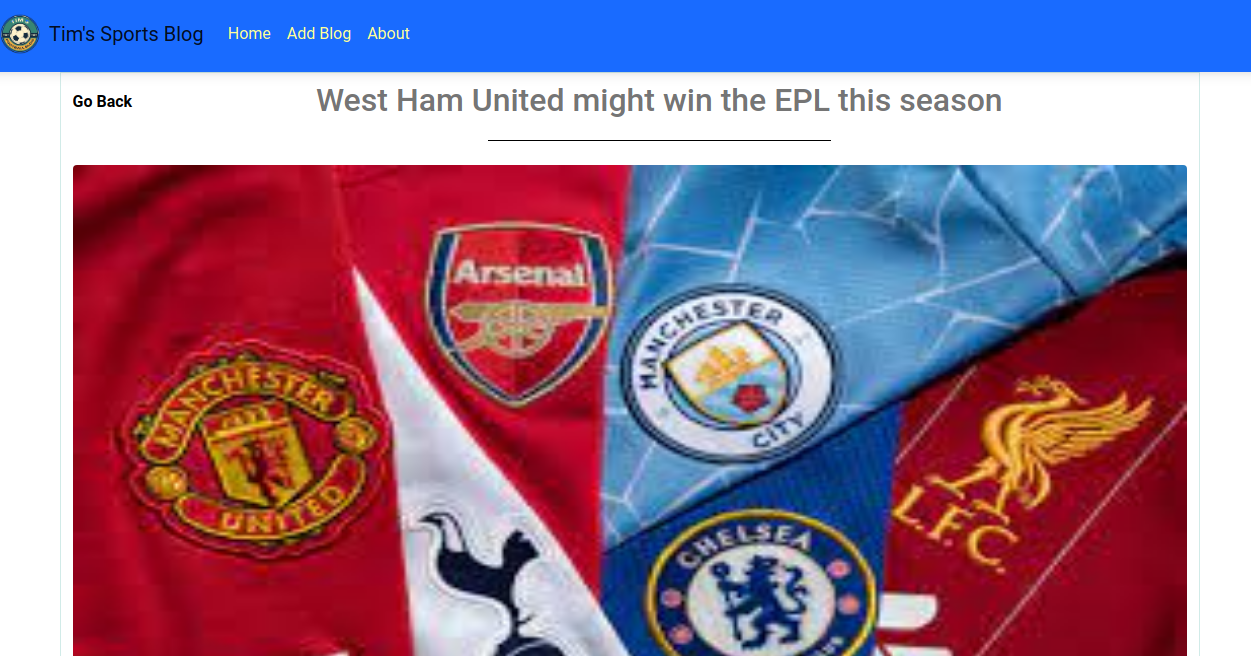 Tim's Sports Blog Home Add Blog About
Go Back
West Ham United might win the EPL this season
Arsenal
MANCHESTER
CITY
MANCHESTER
UNITED
L.F.C.
CHELSEA